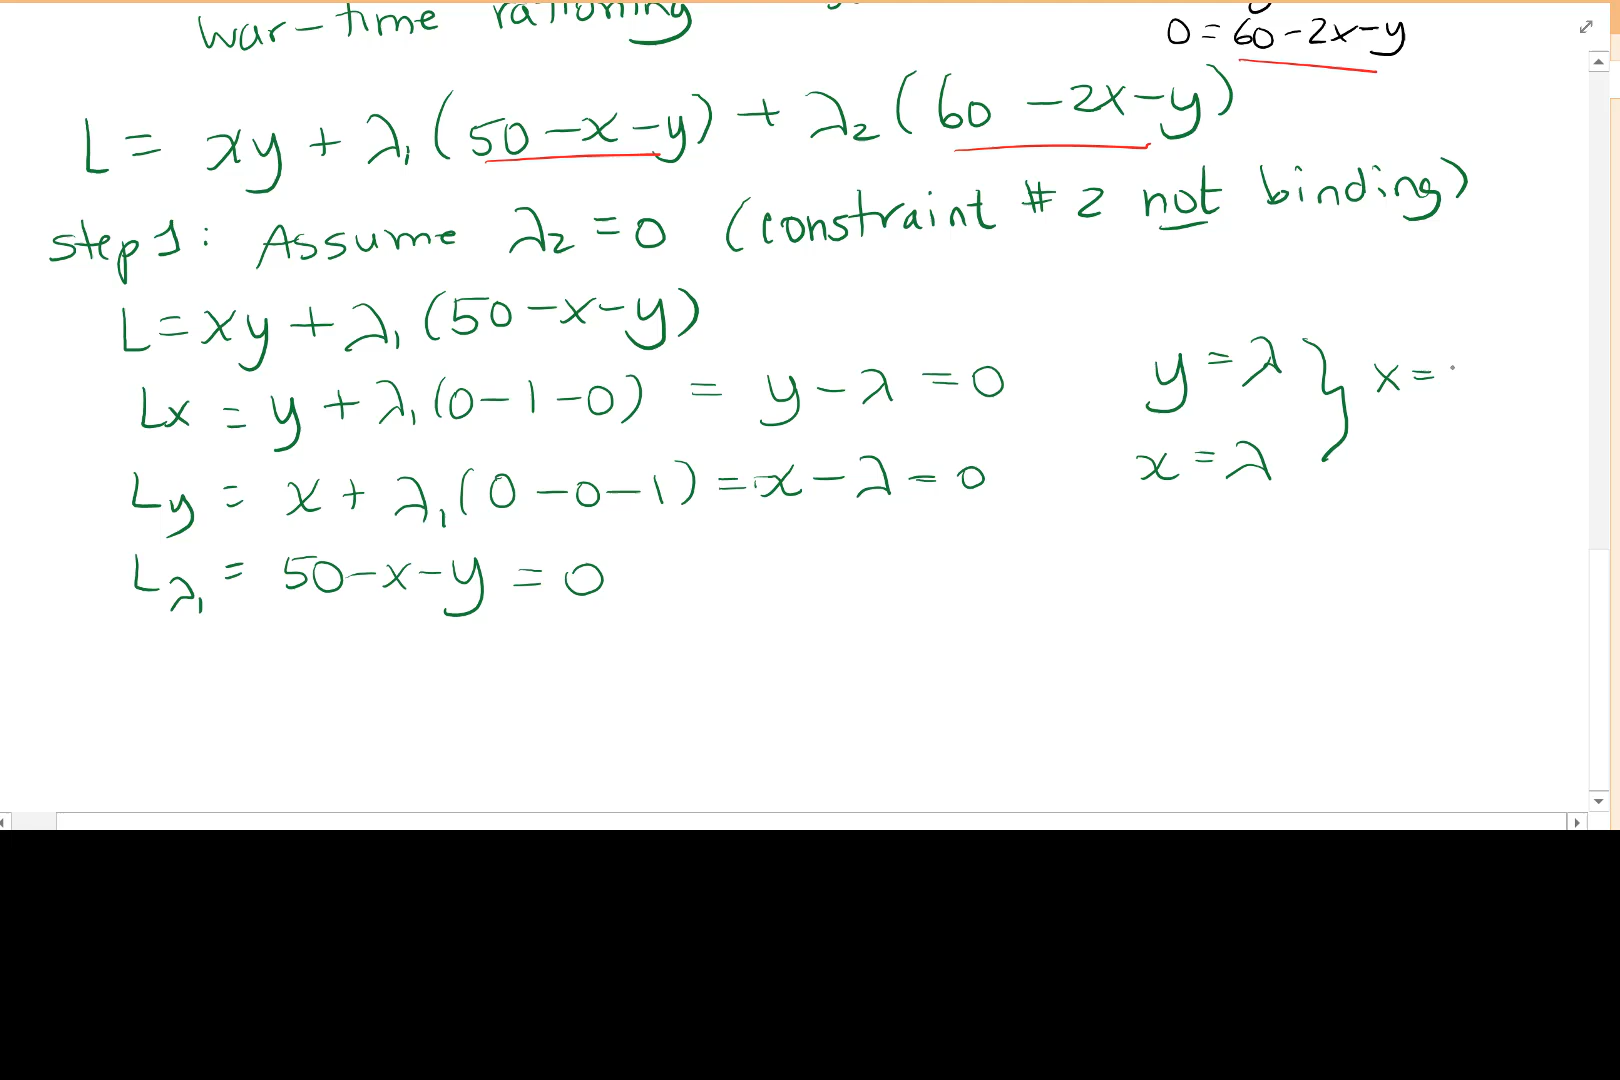 war-time rationing
0 = 60 - 2x - y
L = xy + λ₁ (50 - x - y) + λ₂ (60 - 2x - y)
step 1: Assume λ₂ = 0 (constraint # 2 not binding)
L = xy + λ₁ (50 - x - y)
Lx = y + λ₁ (0 - 1 - 0) = y - λ = 0
y = λ } x =
Ly = x + λ₁ (0 - 0 - 1) = x - λ = 0
x = λ
Lλ₁ = 50 - x - y = 0